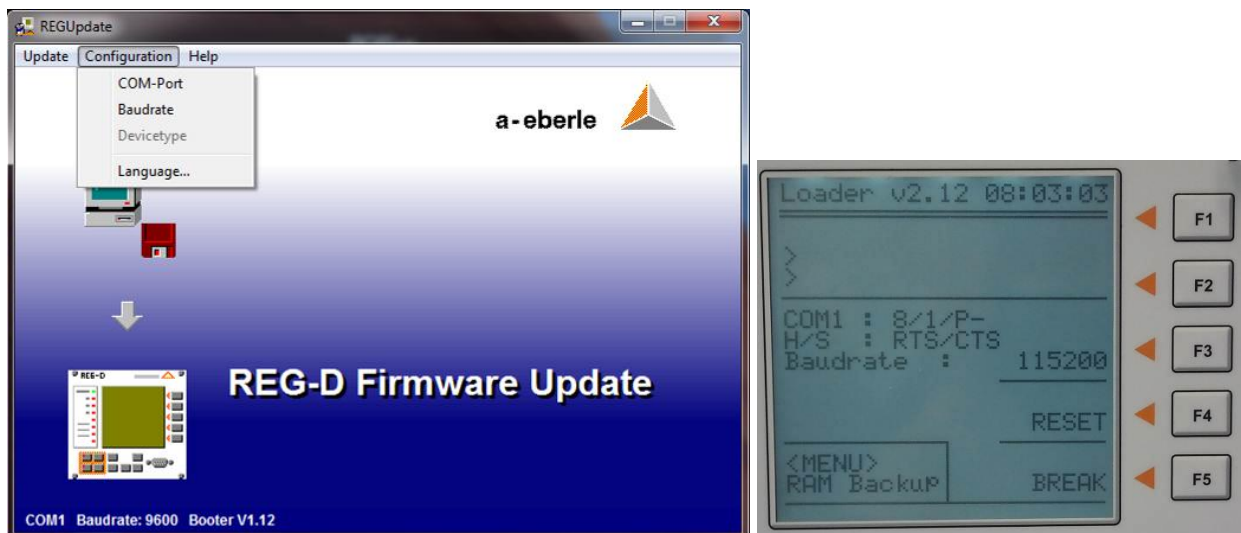 REGUpdate
Update Configuration Help
COM-Port
Baudrate
Devicetype
Language...
a-eberle
REG-D
REG-D Firmware Update
COM1 Baudrate: 9600 Booter V1.12
Loader v2.12 08:03:03
>
>
COM1 : 8/1/P-
H/S : RTS/CTS
Baudrate : 115200
RESET
<MENU>
RAM Backup BREAK
F1
F2
F3
F4
F5